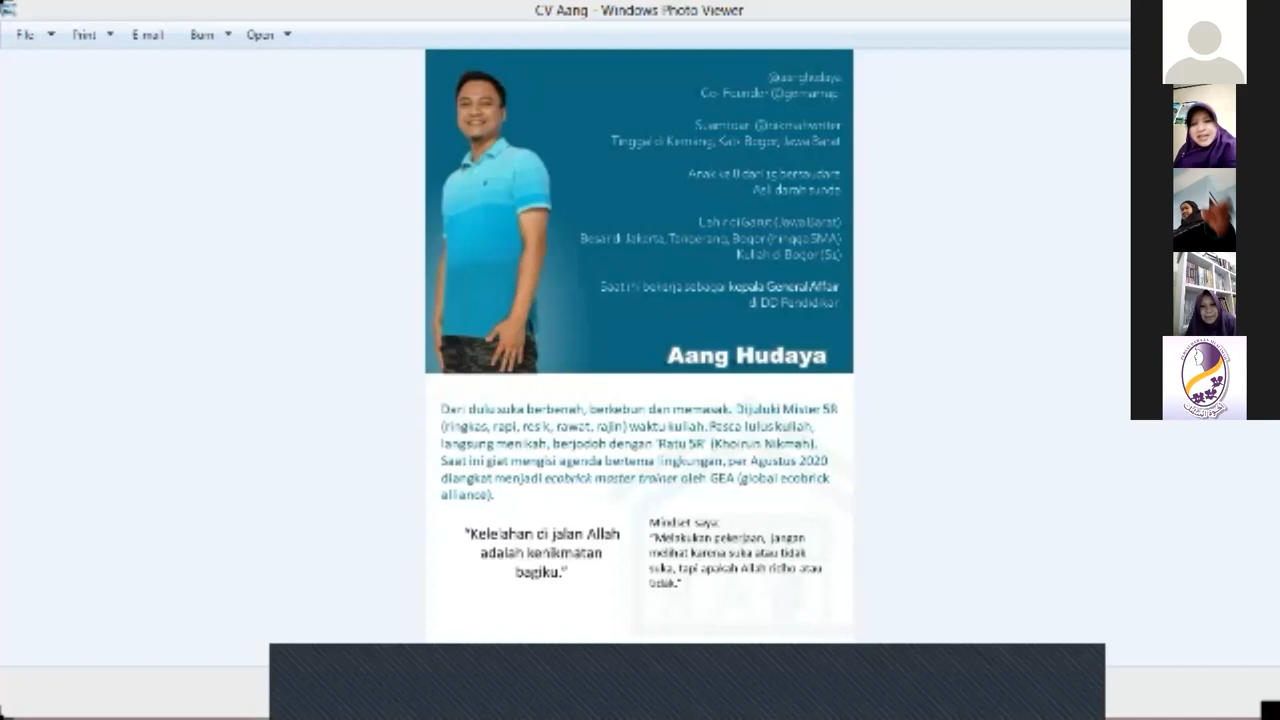 CV Aang - Windows Photo Viewer
File Print E-mail Burn Open
@aanghudaya
Co- Founder @gemarrapi
Suami dari @nikmahwriter
Tinggal di Kemang, Kab. Bogor, Jawa Barat
Anak ke 8 dari 15 bersaudara
Asli darah sunda
Lahir di Garut (Jawa Barat)
Besar di Jakarta, Tangerang, Bogor (hingga SMA)
Kuliah di Bogor (S1)
Saat ini bekerja sebagai kepala General Affair
di DD Pendidikan
Aang Hudaya
Dari dulu suka berbenah, berkebun dan memasak. Dijuluki Mister 5R
(ringkas, rapi, resik, rawat, rajin) waktu kuliah. Pasca lulus kuliah,
langsung menikah, berjodoh dengan 'Ratu 5R' (Khoirun Nikmah).
Saat ini giat mengisi agenda bertema lingkungan, per Agustus 2020
diangkat menjadi ecobrick master trainer oleh GEA (global ecobrick
alliance).
"Kelelahan di jalan Allah
adalah kenikmatan
bagiku."
Mindset saya:
"Melakukan pekerjaan, jangan
melihat karena suka atau tidak
suka, tapi apakah Allah ridho atau
tidak."